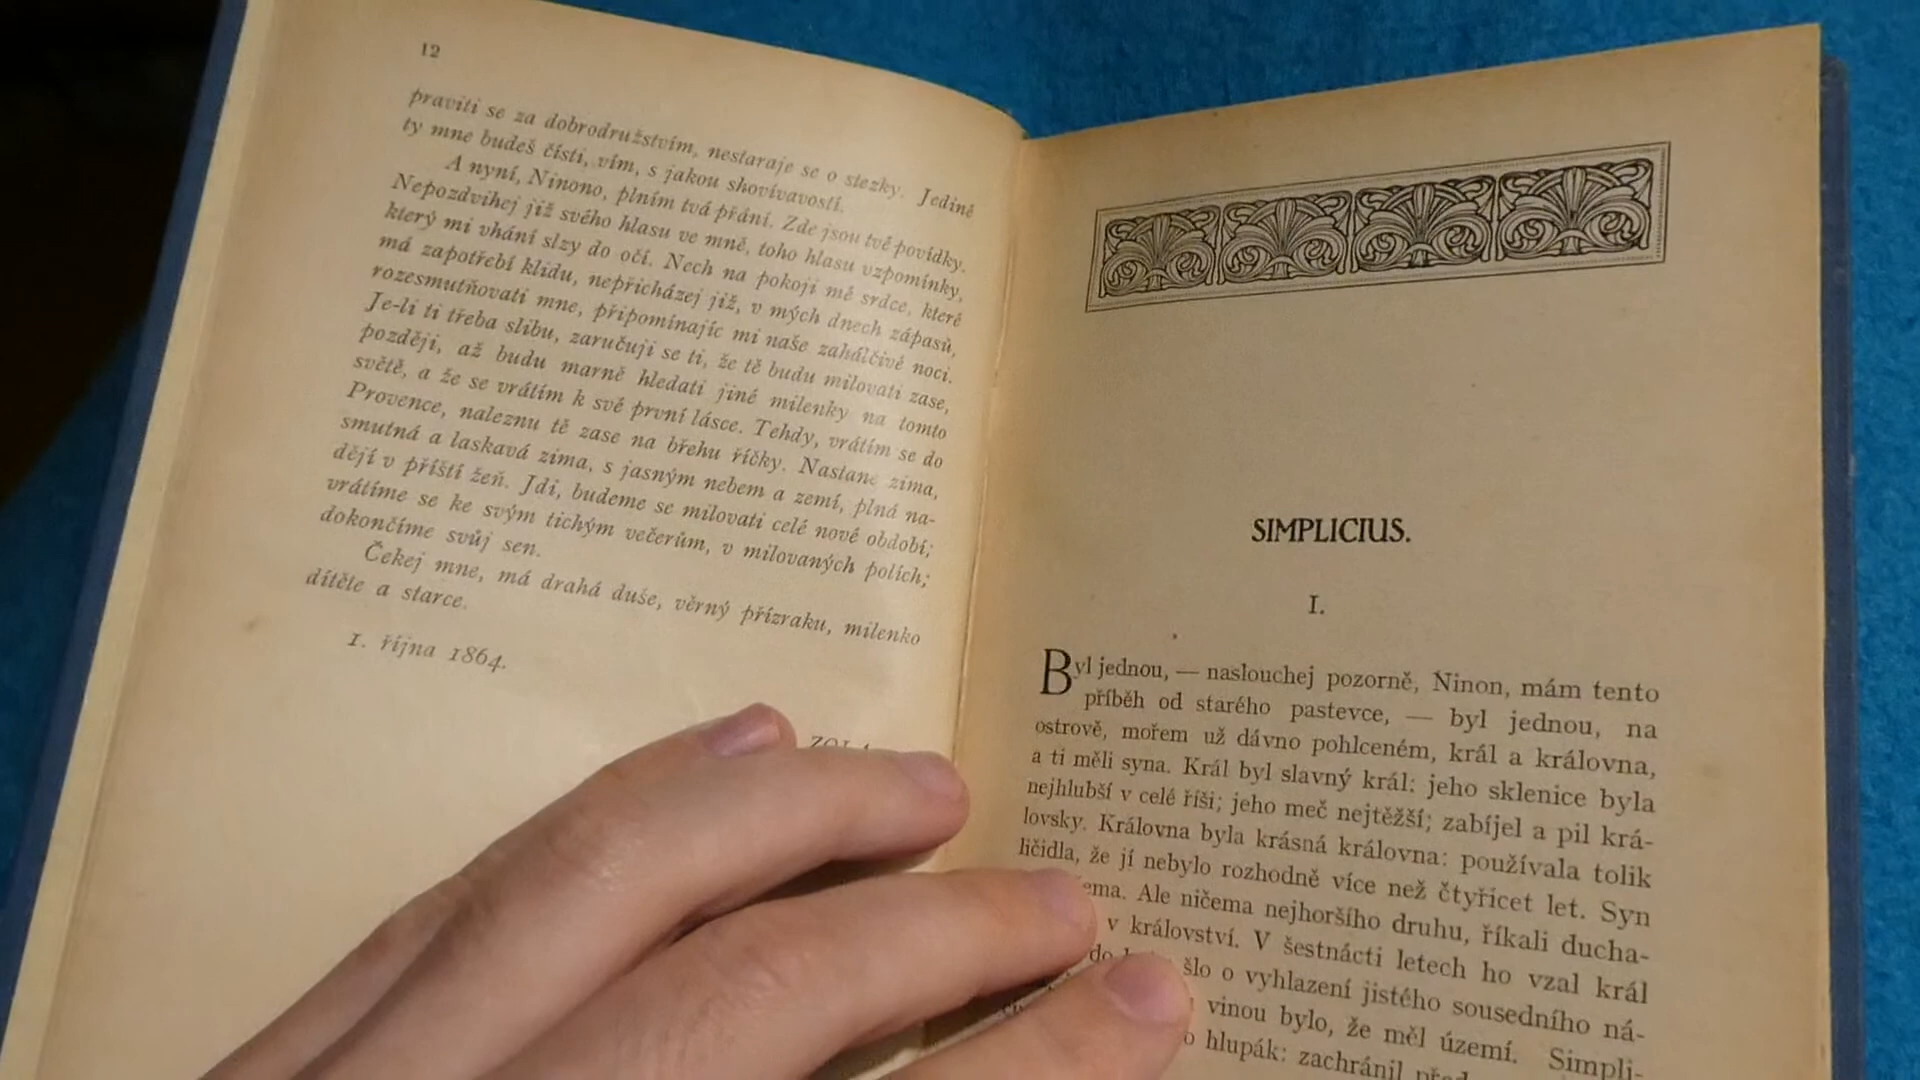 12
praviti se za dobrodružstvím, nestaraje se o stezky. Jedině
ty mne budeš čísti, vím, s jakou shovívavostí.
A nyní, Ninono, plním tvá přání. Zde jsou tvé povídky.
Nepozdvihej již svého hlasu ve mně, toho hlasu vzpomínky,
který mi vhání slzy do očí. Nech na pokoji mé srdce, které
má zapotřebí klidu, nepřicházej již, v mých dnech zápasů,
rozesmutňovati mne, připomínajíc mi naše zahálčivé noci.
Je-li ti třeba slibu, zaručuji se ti, že tě budu milovati zase,
později, až budu marně hledati jiné milenky na tomto
světě, a že se vrátím k své první lásce. Tehdy, vrátím se do
Provence, naleznu tě zase na břehu říčky. Nastane zima,
smutná a laskavá zima, s jasným nebem a zemí, plná na-
dějí v příští žeň. Jdi, budeme se milovati celé nové období;
vrátíme se ke svým tichým večerům, v milovaných polích;
dokončíme svůj sen.
Čekej mne, má drahá duše, věrný přízraku, milenko
dítěte a starce.
1. října 1864.
SIMPLICIUS.
I.
Byl jednou, — naslouchej pozorně, Ninon, mám tento
příběh od starého pastevce, — byl jednou, na
ostrově, mořem už dávno pohlceném, král a královna,
a ti měli syna. Král byl slavný král: jeho sklenice byla
nejhlubší v celé říši; jeho meč nejtěžší; zabíjel a pil krá-
lovsky. Královna byla krásná královna: používala tolik
ličidla, že jí nebylo rozhodně více než čtyřicet let. Syn
Ale ničema nejhoršího druhu, říkali ducha-
v království. V šestnácti letech ho vzal král
do šlo o vyhlazení jistého sousedního ná-
vinou bylo, že měl území. Simpli-
hlupák: zachránil